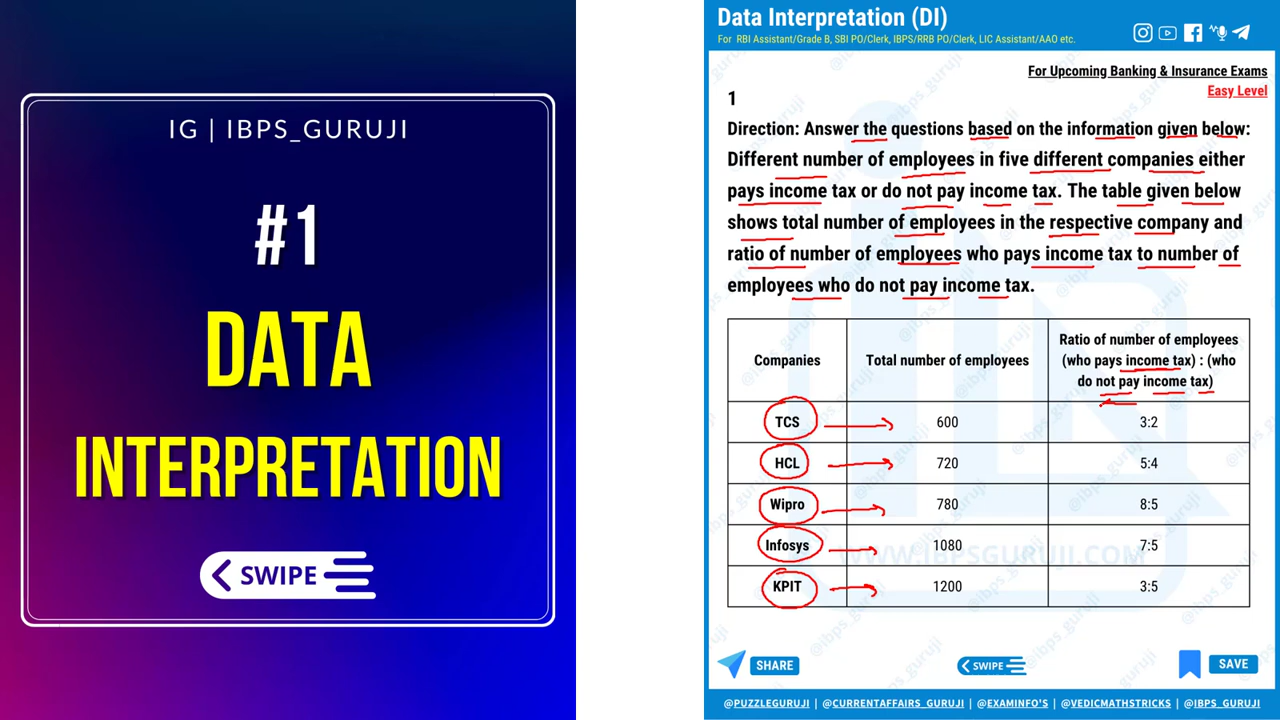 IG | IBPS_GURUJI
#1
DATA
INTERPRETATION
SWIPE
Data Interpretation (DI)
For RBI Assistant/Grade B, SBI PO/Clerk, IBPS/RRB PO/Clerk, LIC Assistant/AAO etc.
For Upcoming Banking & Insurance Exams
Easy Level
1
Direction: Answer the questions based on the information given below:
Different number of employees in five different companies either
pays income tax or do not pay income tax. The table given below
shows total number of employees in the respective company and
ratio of number of employees who pays income tax to number of
employees who do not pay income tax.
Companies Total number of employees Ratio of number of employees
(who pays income tax) : (who
do not pay income tax)
TCS 600 3:2
HCL 720 5:4
Wipro 780 8:5
Infosys 1080 7:5
WWW.IBPSGURUJI.COM
KPIT 1200 3:5
SHARE
SWIPE
SAVE
@PUZZLEGURUJI | @CURRENTAFFAIRS_GURUJI | @EXAMINFO'S | @VEDICMATHSTRICKS | @IBPS_GURUJI